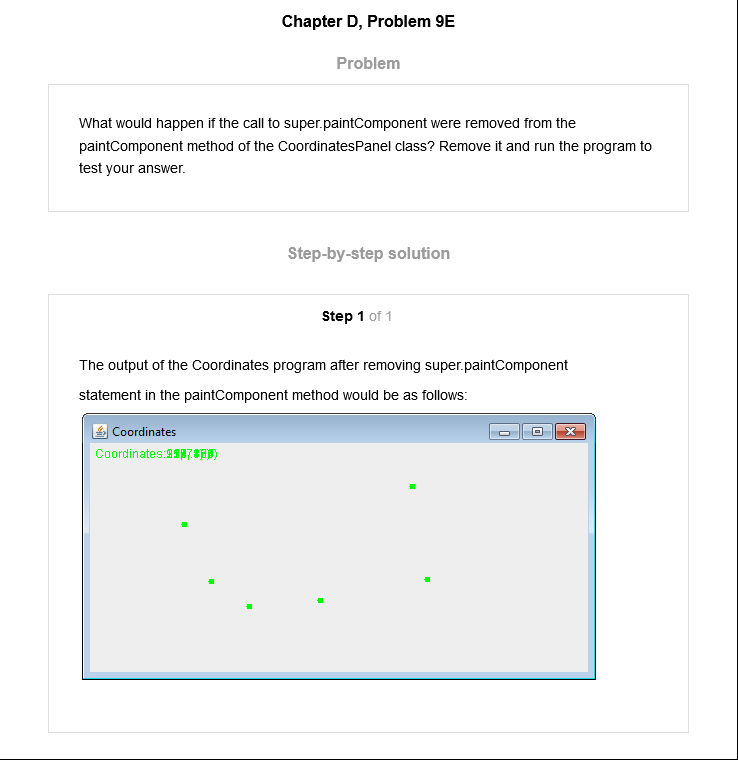 Chapter D, Problem 9E
Problem
What would happen if the call to super.paintComponent were removed from the
paintComponent method of the CoordinatesPanel class? Remove it and run the program to
test your answer.
Step-by-step solution
Step 1 of 1
The output of the Coordinates program after removing super.paintComponent
statement in the paintComponent method would be as follows:
Coordinates
Coordinates: